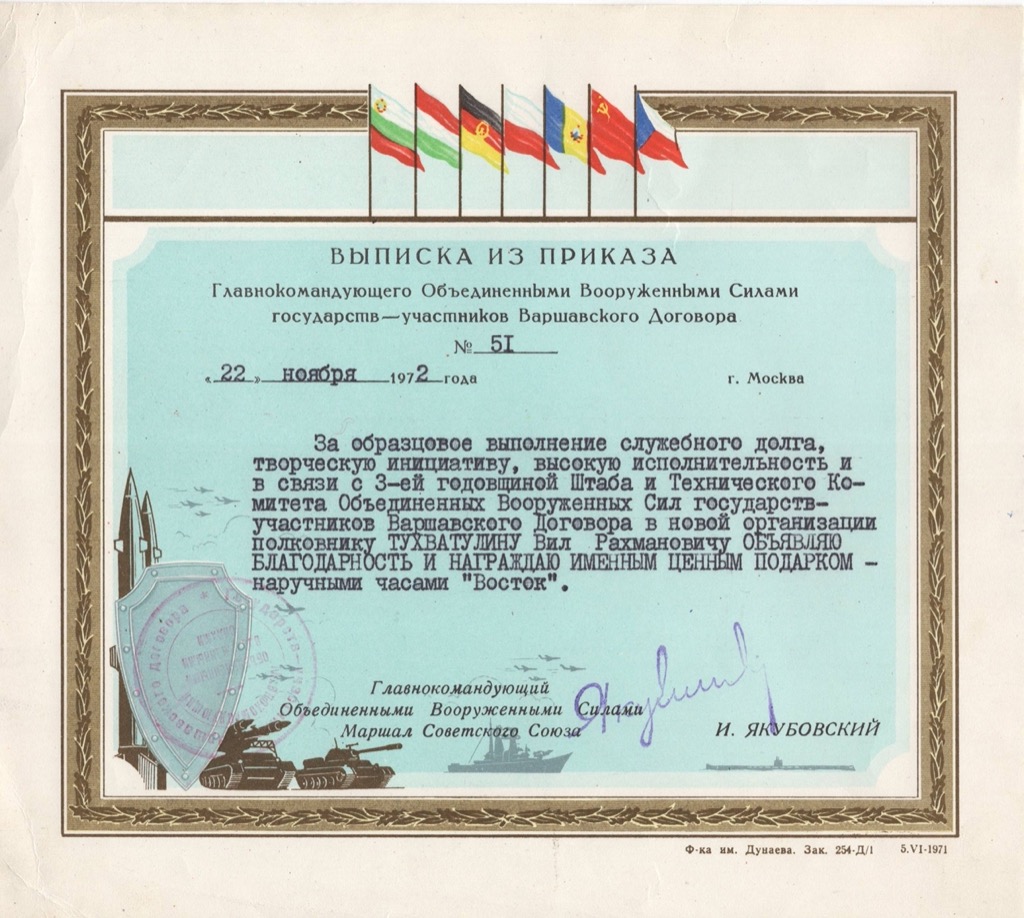 ВЫПИСКА ИЗ ПРИКАЗА
Главнокомандующего Объединенными Вооруженными Силами
государств—участников Варшавского Договора
№ 5I
„22„ ноября 1972 года г. Москва
За образцовое выполнение служебного долга,
творческую инициативу, высокую исполнительность и
в связи с 3-ей годовщиной Штаба и Технического Ко-
митета Объединенных Вооруженных Сил государств-
участников Варшавского Договора в новой организации
полковнику ТУХВАТУЛИНУ Вил Рахмановичу ОБЪЯВЛЯЮ
БЛАГОДАРНОСТЬ И НАГРАЖДАЮ ИМЕННЫМ ЦЕННЫМ ПОДАРКОМ -
наручными часами "Восток".
Главнокомандующий
Объединенными Вооруженными Силами
Маршал Советского Союза
И. ЯКУБОВСКИЙ
Ф-ка им. Дунаева. Зак. 254-Д/1 5.VI-1971